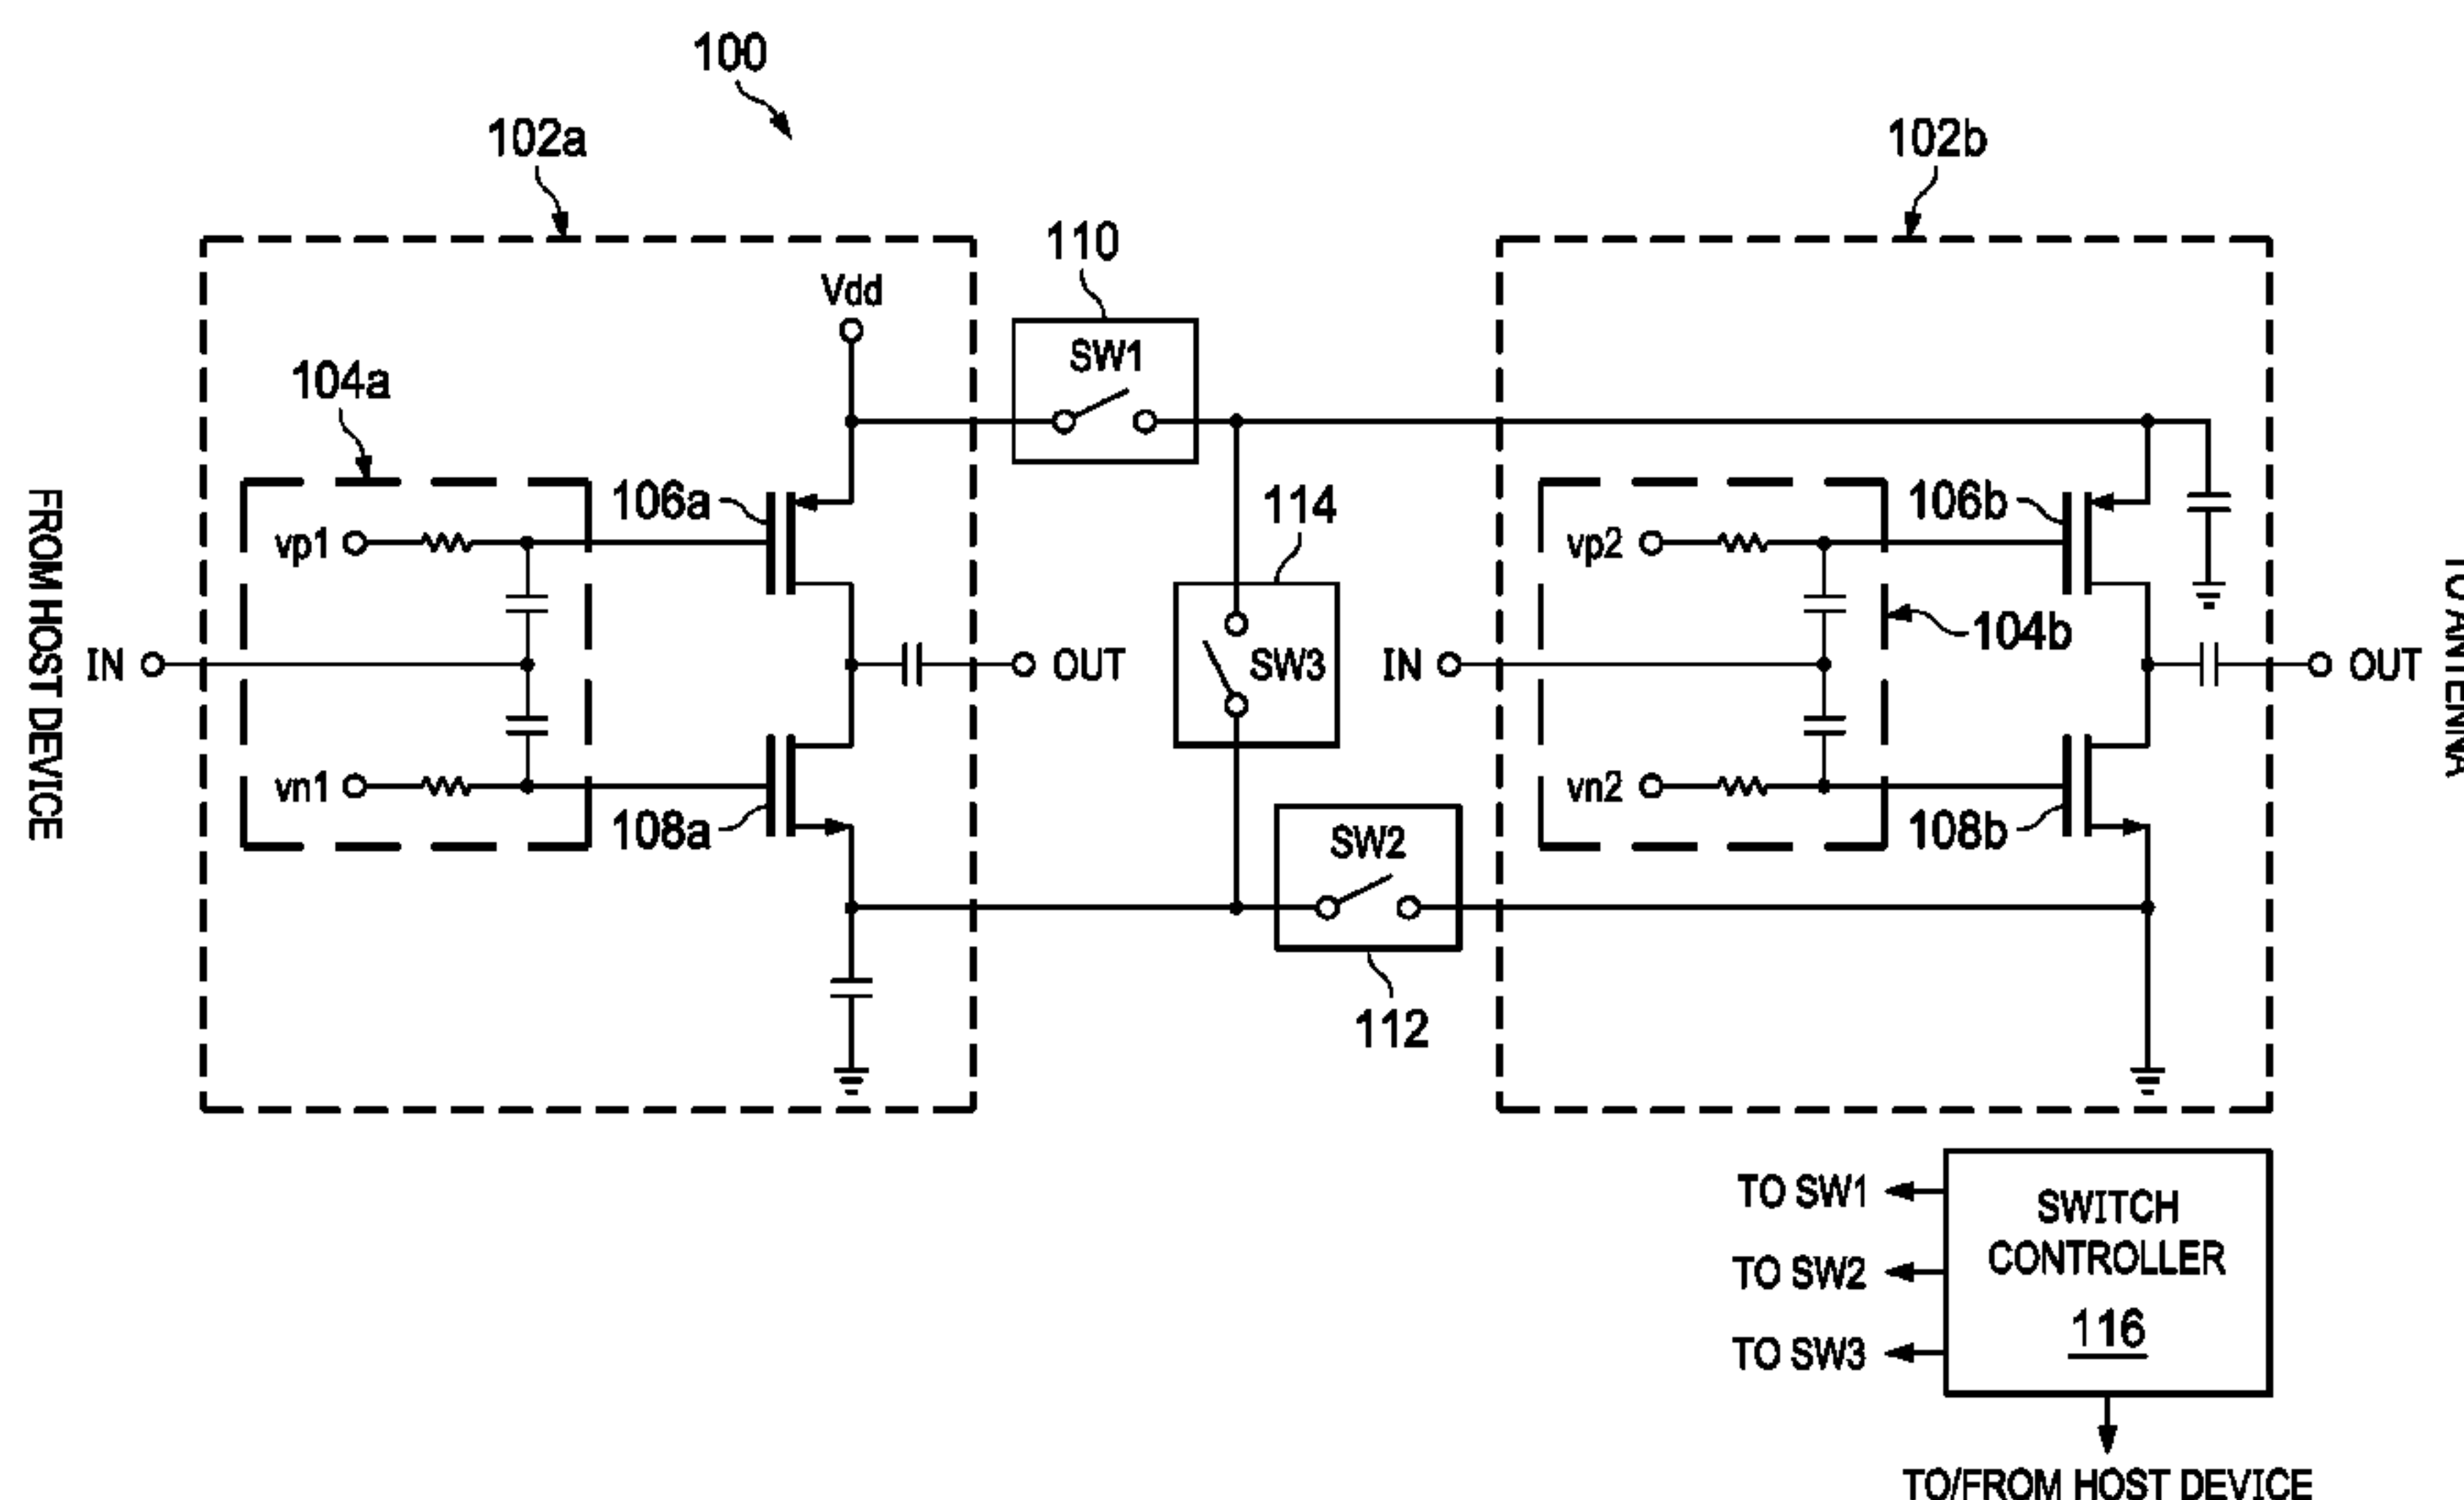 100
102a
102b
110
Vdd
SW1
104a
106a
114
106b
vp1
vp2
FROM HOST DEVICE
IN
OUT
SW3
IN
104b
OUT
TO ANTENNA
vn1
108a
SW2
vn2
108b
112
TO SW1
TO SW2
TO SW3
SWITCH
CONTROLLER
116
TO/FROM HOST DEVICE